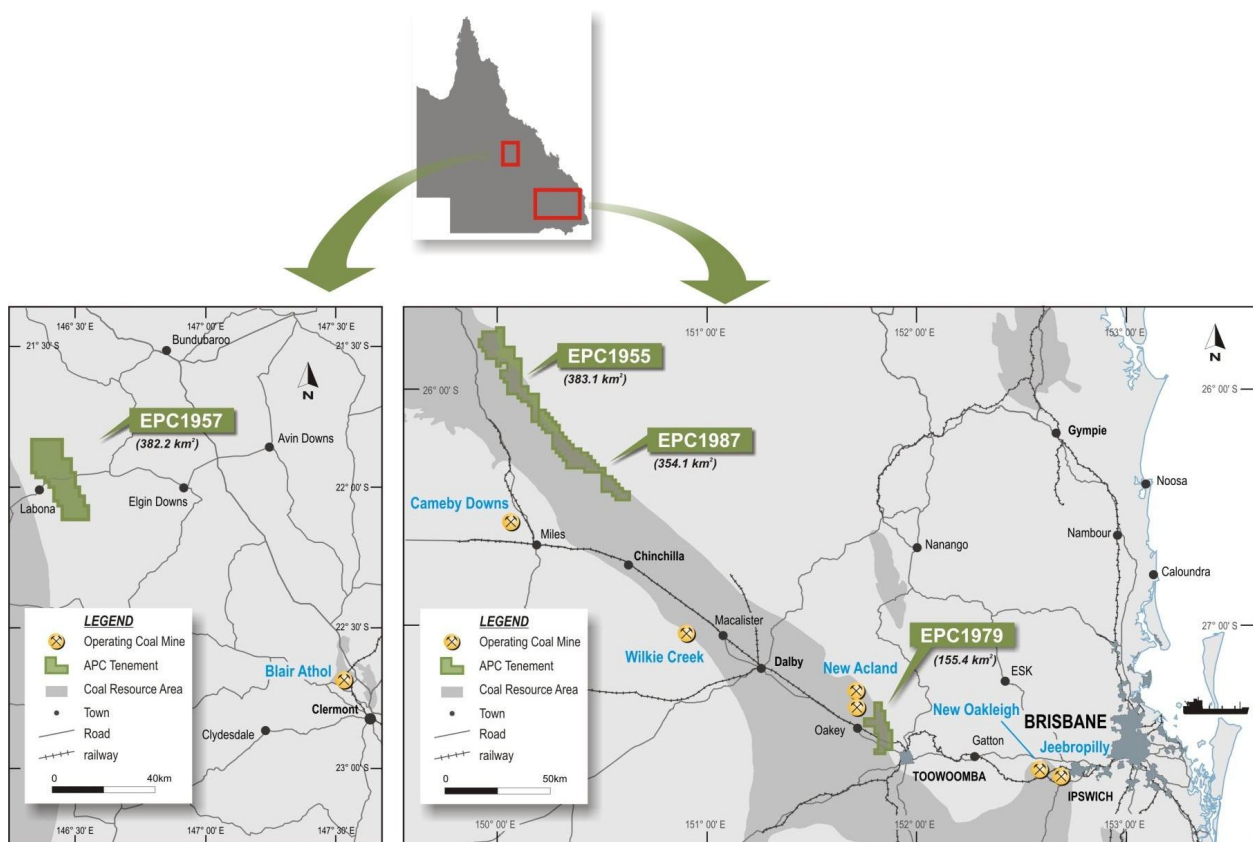 146° 30' E
147° 00' E
147° 30' E
21° 30' S
Bundubaroo
N
EPC1957
(382.2 km²)
Avin Downs
22° 00' S
Labona
Elgin Downs
22° 30' S
LEGEND
Operating Coal Mine
APC Tenement
Coal Resource Area
Town
Road
railway
0
40km
Blair Athol
Clermont
Clydesdale
23° 00' S
146° 30' E
147° 00' E
147° 30' E
151° 00' E
152° 00' E
153° 00' E
N
EPC1955
(383.1 km²)
26° 00' S
26° 00' S
EPC1987
(354.1 km²)
Gympie
Noosa
Cameby Downs
Miles
Nanango
Nambour
Chinchilla
Caloundra
LEGEND
Operating Coal Mine
APC Tenement
Coal Resource Area
Town
Road
railway
0
50km
Macalister
27° 00' S
27° 00' S
EPC1979
(155.4 km²)
Wilkie Creek
Dalby
New Acland
ESK
New Oakleigh
BRISBANE
Oakey
Jeebropilly
Gatton
TOOWOOMBA
IPSWICH
150° 00' E
151° 00' E
152° 00' E
153° 00' E